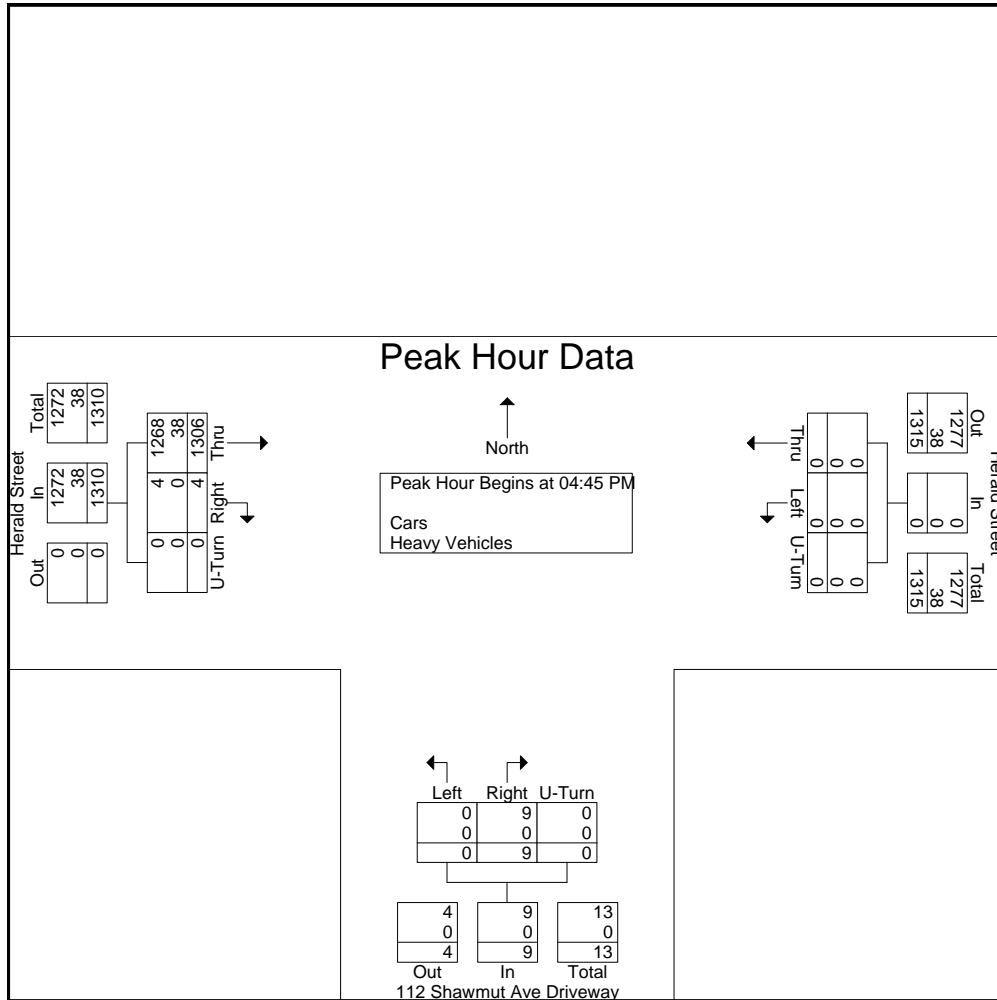 Peak Hour Data
North
Peak Hour Begins at 04:45 PM
Cars
Heavy Vehicles
Herald Street
Total
1272
38
1310
In
1272
38
1310
Out
0
0
0
Thru
1268
38
1306
Right
4
0
4
U-Turn
0
0
0
Herald Street
Out
1277
38
1315
In
0
0
0
Total
1277
38
1315
Thru
0
0
0
Left
0
0
0
U-Turn
0
0
0
Left Right U-Turn
0 9 0
0 0 0
0 9 0
4 9 13
0 0 0
4 9 13
Out In Total
112 Shawmut Ave Driveway